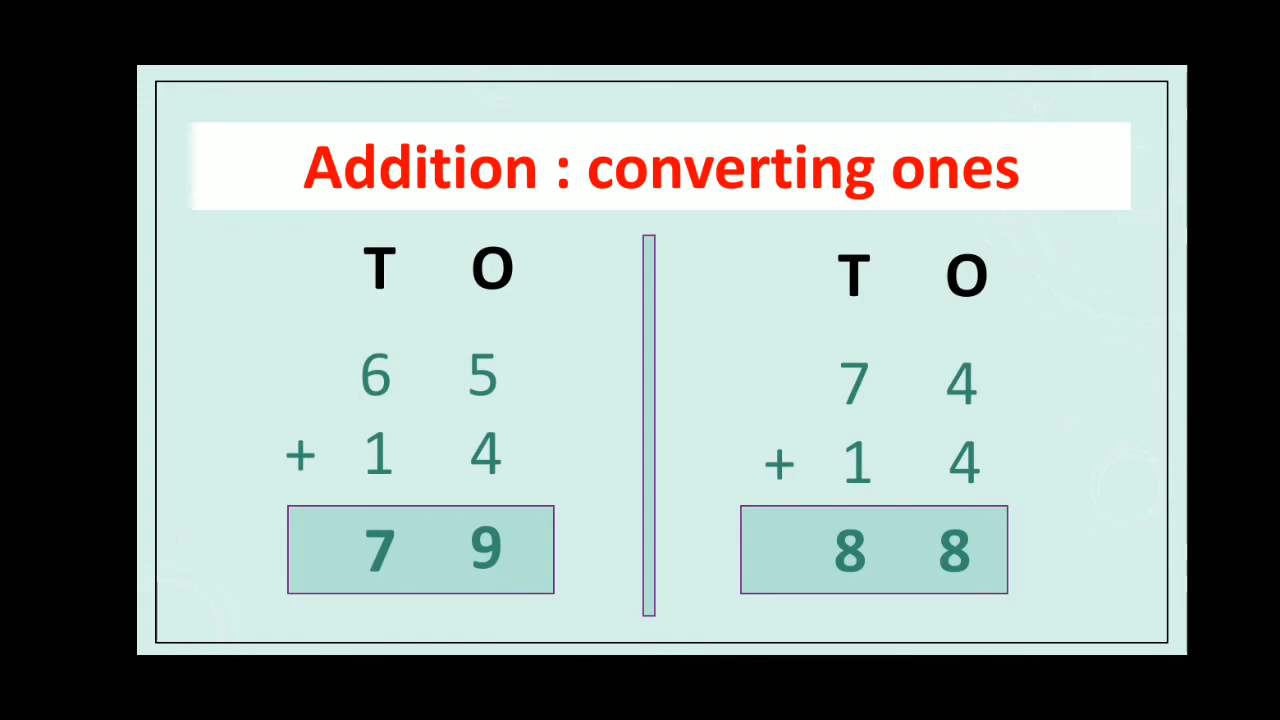 Addition : converting ones
T O
6 5
+ 1 4
7 9
T O
7 4
+ 1 4
8 8